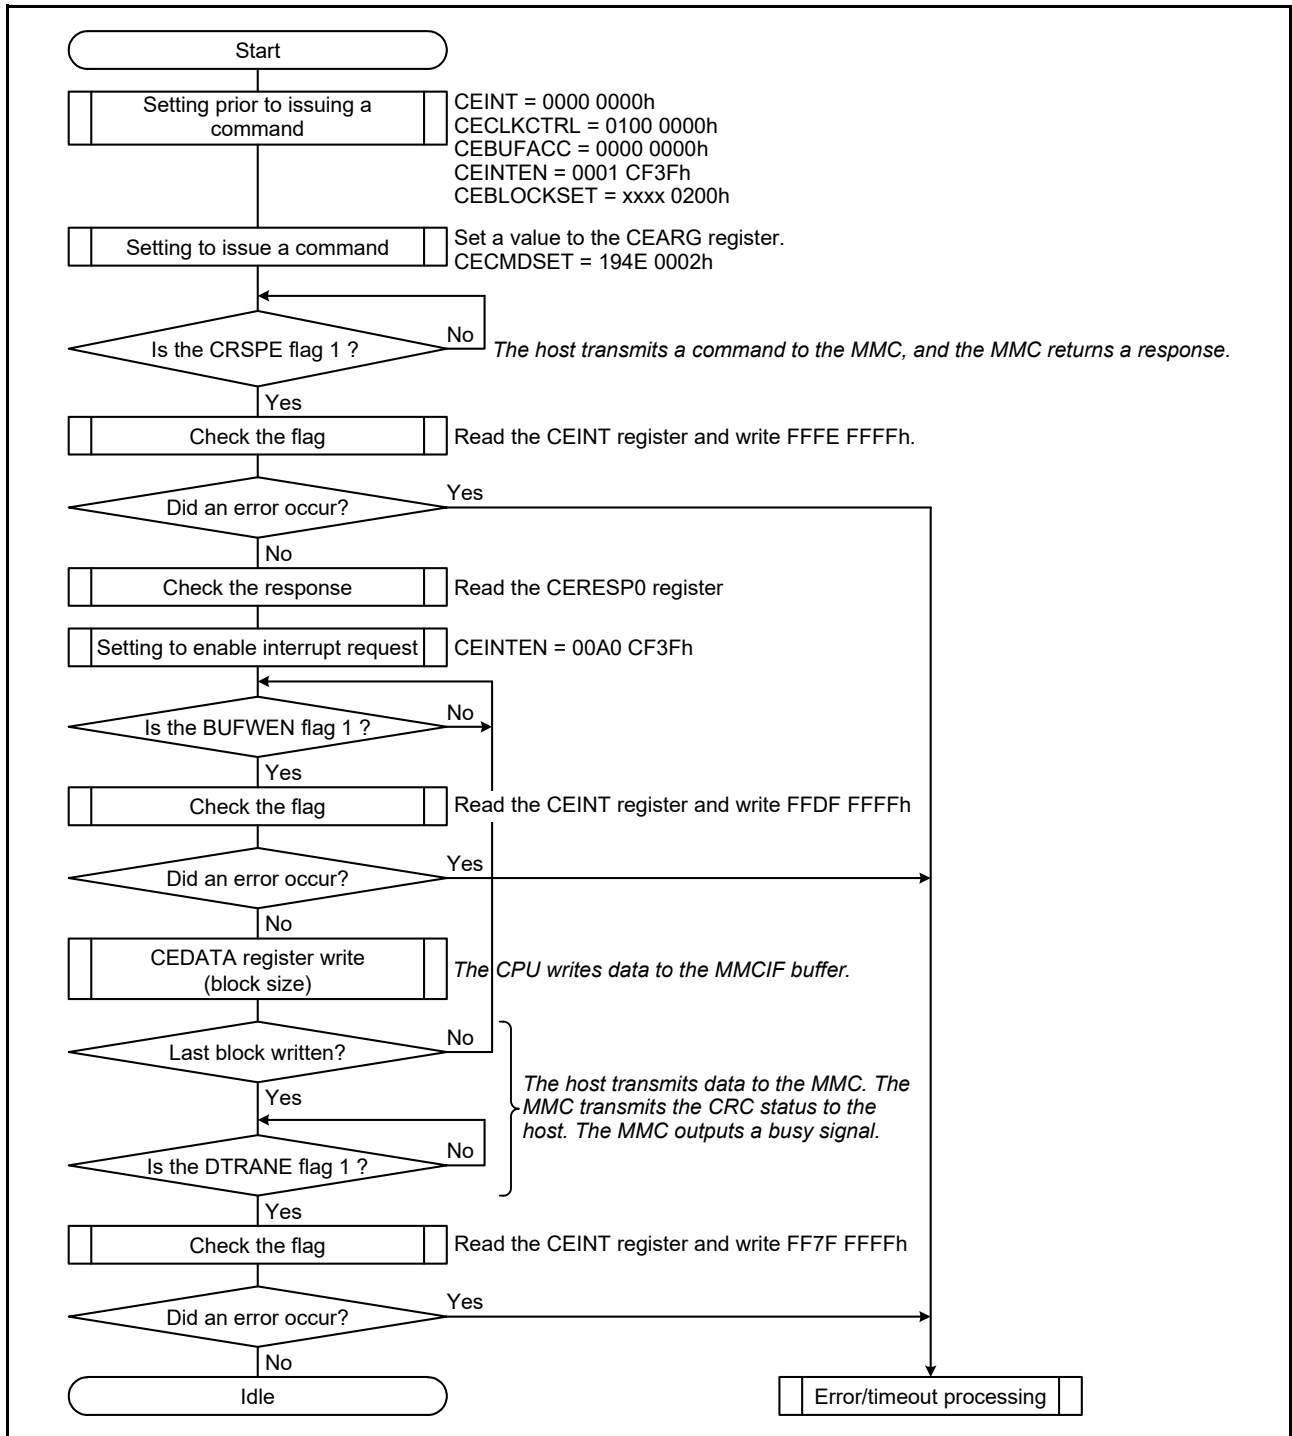 Start
Setting prior to issuing a
command
CEINT = 0000 0000h
CECLKCTRL = 0100 0000h
CEBUFACC = 0000 0000h
CEINTEN = 0001 CF3Fh
CEBLOCKSET = xxxx 0200h
Setting to issue a command
Set a value to the CEARG register.
CECMDSET = 194E 0002h
Is the CRSPE flag 1 ?
No
The host transmits a command to the MMC, and the MMC returns a response.
Yes
Check the flag
Read the CEINT register and write FFFE FFFFh.
Did an error occur?
Yes
No
Check the response
Read the CERESP0 register
Setting to enable interrupt request
CEINTEN = 00A0 CF3Fh
Is the BUFWEN flag 1 ?
No
Yes
Check the flag
Read the CEINT register and write FFDF FFFFh
Did an error occur?
Yes
No
CEDATA register write
(block size)
The CPU writes data to the MMCIF buffer.
Last block written?
No
Yes
The host transmits data to the MMC. The
MMC transmits the CRC status to the
host. The MMC outputs a busy signal.
Is the DTRANE flag 1 ?
No
Yes
Check the flag
Read the CEINT register and write FF7F FFFFh
Did an error occur?
Yes
No
Idle
Error/timeout processing